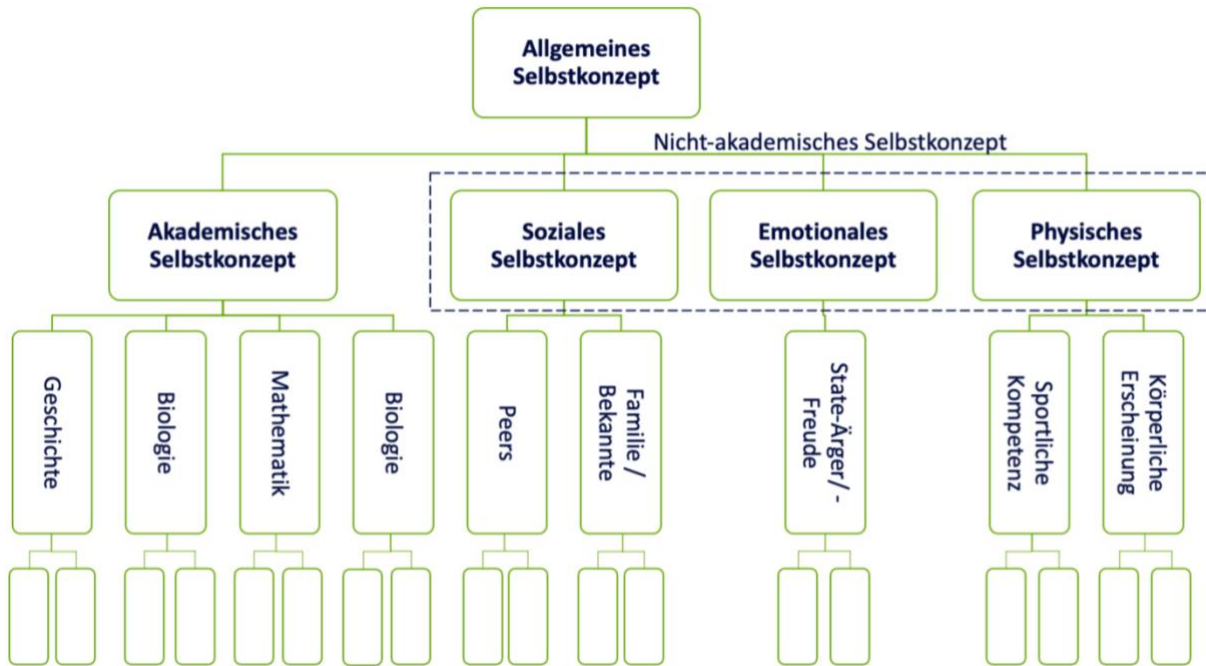 Allgemeines
Selbstkonzept
Nicht-akademisches Selbstkonzept
Akademisches
Selbstkonzept
Soziales
Selbstkonzept
Emotionales
Selbstkonzept
Physisches
Selbstkonzept
Geschichte
Biologie
Mathematik
Biologie
Peers
Familie /
Bekannte
State-Ärger/-
Freude
Sportliche
Kompetenz
Körperliche
Erscheinung